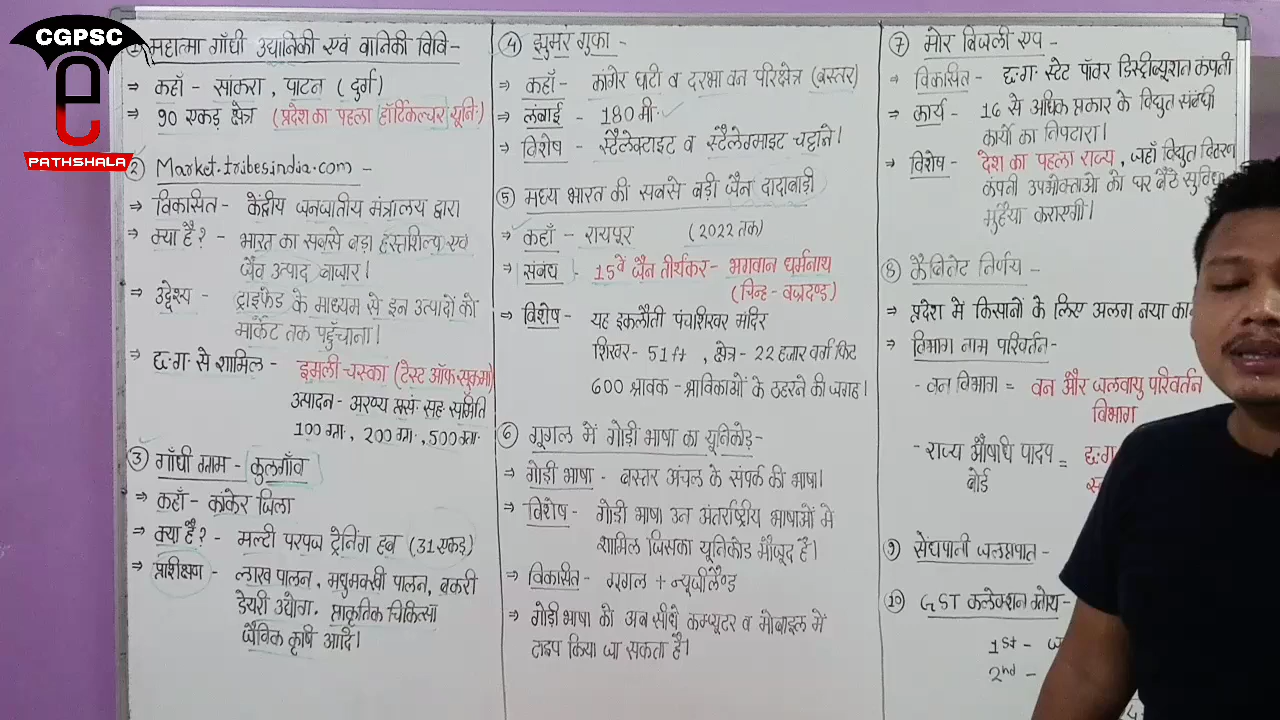 CGPSC
e
PATHSHALA
① महात्मा गाँधी उद्यानिकी एवं वानिकी विवि-
⇒ कहाँ - सांकरा, पाटन (दुर्ग)
⇒ 90 एकड़ क्षेत्र (प्रदेश का पहला हॉर्टिकल्चर यूनि॰)
② Market.tribesindia.com -
⇒ विकासित - केंद्रीय जनजातीय मंत्रालय द्वारा
⇒ क्या है? - भारत का सबसे बड़ा हस्तशिल्प एवं
जैव उत्पाद बाजार।
⇒ उद्देश्य - ट्राइफेड के माध्यम से इन उत्पादों को
मार्केट तक पहुँचाना।
⇒ छ.ग से शामिल - इमली चस्का (टेस्ट ऑफ सुकमा)
उत्पादन - अरण्य प्रसं॰ सह समिति
100 ग्रा., 200 ग्रा., 500 ग्रा.
③ गाँधी ग्राम - कुलगाँव
⇒ कहाँ - कांकेर जिला
⇒ क्या है? - मल्टी परपज ट्रेनिंग हब (31 एकड़)
⇒ प्रशिक्षण - लाख पालन, मधुमक्खी पालन, बकरी
डेयरी उद्योग, प्राकृतिक चिकित्सा
जैविक कृषि आदि।
④ झुमर गुफा -
⇒ कहाँ - कांगेर घाटी व दरभा वन परिक्षेत्र (बस्तर)
⇒ लंबाई - 180 मी.
⇒ विशेष - स्टैलेक्टाइट व स्टैलेग्माइट चट्टाने।
⑤ मध्य भारत की सबसे बड़ी जैन दादाबाड़ी
⇒ कहाँ - रायपुर (2022 तक)
⇒ संबंध - 15वें जैन तीर्थंकर - भगवान धर्मनाथ
(चिन्ह - वज्रदण्ड)
⇒ विशेष - यह इकलौती पंचशिखर मंदिर
शिखर - 51 ft, क्षेत्र - 22 हजार वर्ग फिट
600 श्रावक - श्राविकाओं के ठहरने की जगह।
⑥ गूगल में गोंडी भाषा का यूनिकोड -
⇒ गोंडी भाषा - बस्तर अंचल के संपर्क की भाषा।
⇒ विशेष - गोंडी भाषा उन अंतर्राष्ट्रीय भाषाओं में
शामिल जिसका यूनिकोड मौजूद है।
⇒ विकासित - गूगल + न्यूजीलैण्ड
⇒ गोंडी भाषा को अब सीधे कम्प्यूटर व मोबाइल में
टाइप किया जा सकता है।
⑦ मोर बिजली एप -
⇒ विकासित - छ.ग. स्टेट पॉवर डिस्ट्रीब्यूशन कंपनी
⇒ कार्य - 16 से अधिक प्रकार के विद्युत संबंधी
कार्यों का निपटारा।
⇒ विशेष - देश का पहला राज्य, जहाँ विद्युत वितरण
कंपनी उपभोक्ताओं को घर बैठे सुविधा
मुहैया कराएगी।
⑧ कैबिनेट निर्णय -
⇒ प्रदेश में किसानों के लिए अलग नया
⇒ विभाग नाम परिवर्तन -
- वन विभाग = वन और जलवायु परिवर्तन
विभाग
- राज्य औषधि पादप = छ.ग
बोर्ड
⑨ सेंधपानी जलप्रपात -
⑩ GST कलेक्शन ग्रोथ -
1st -
2nd -